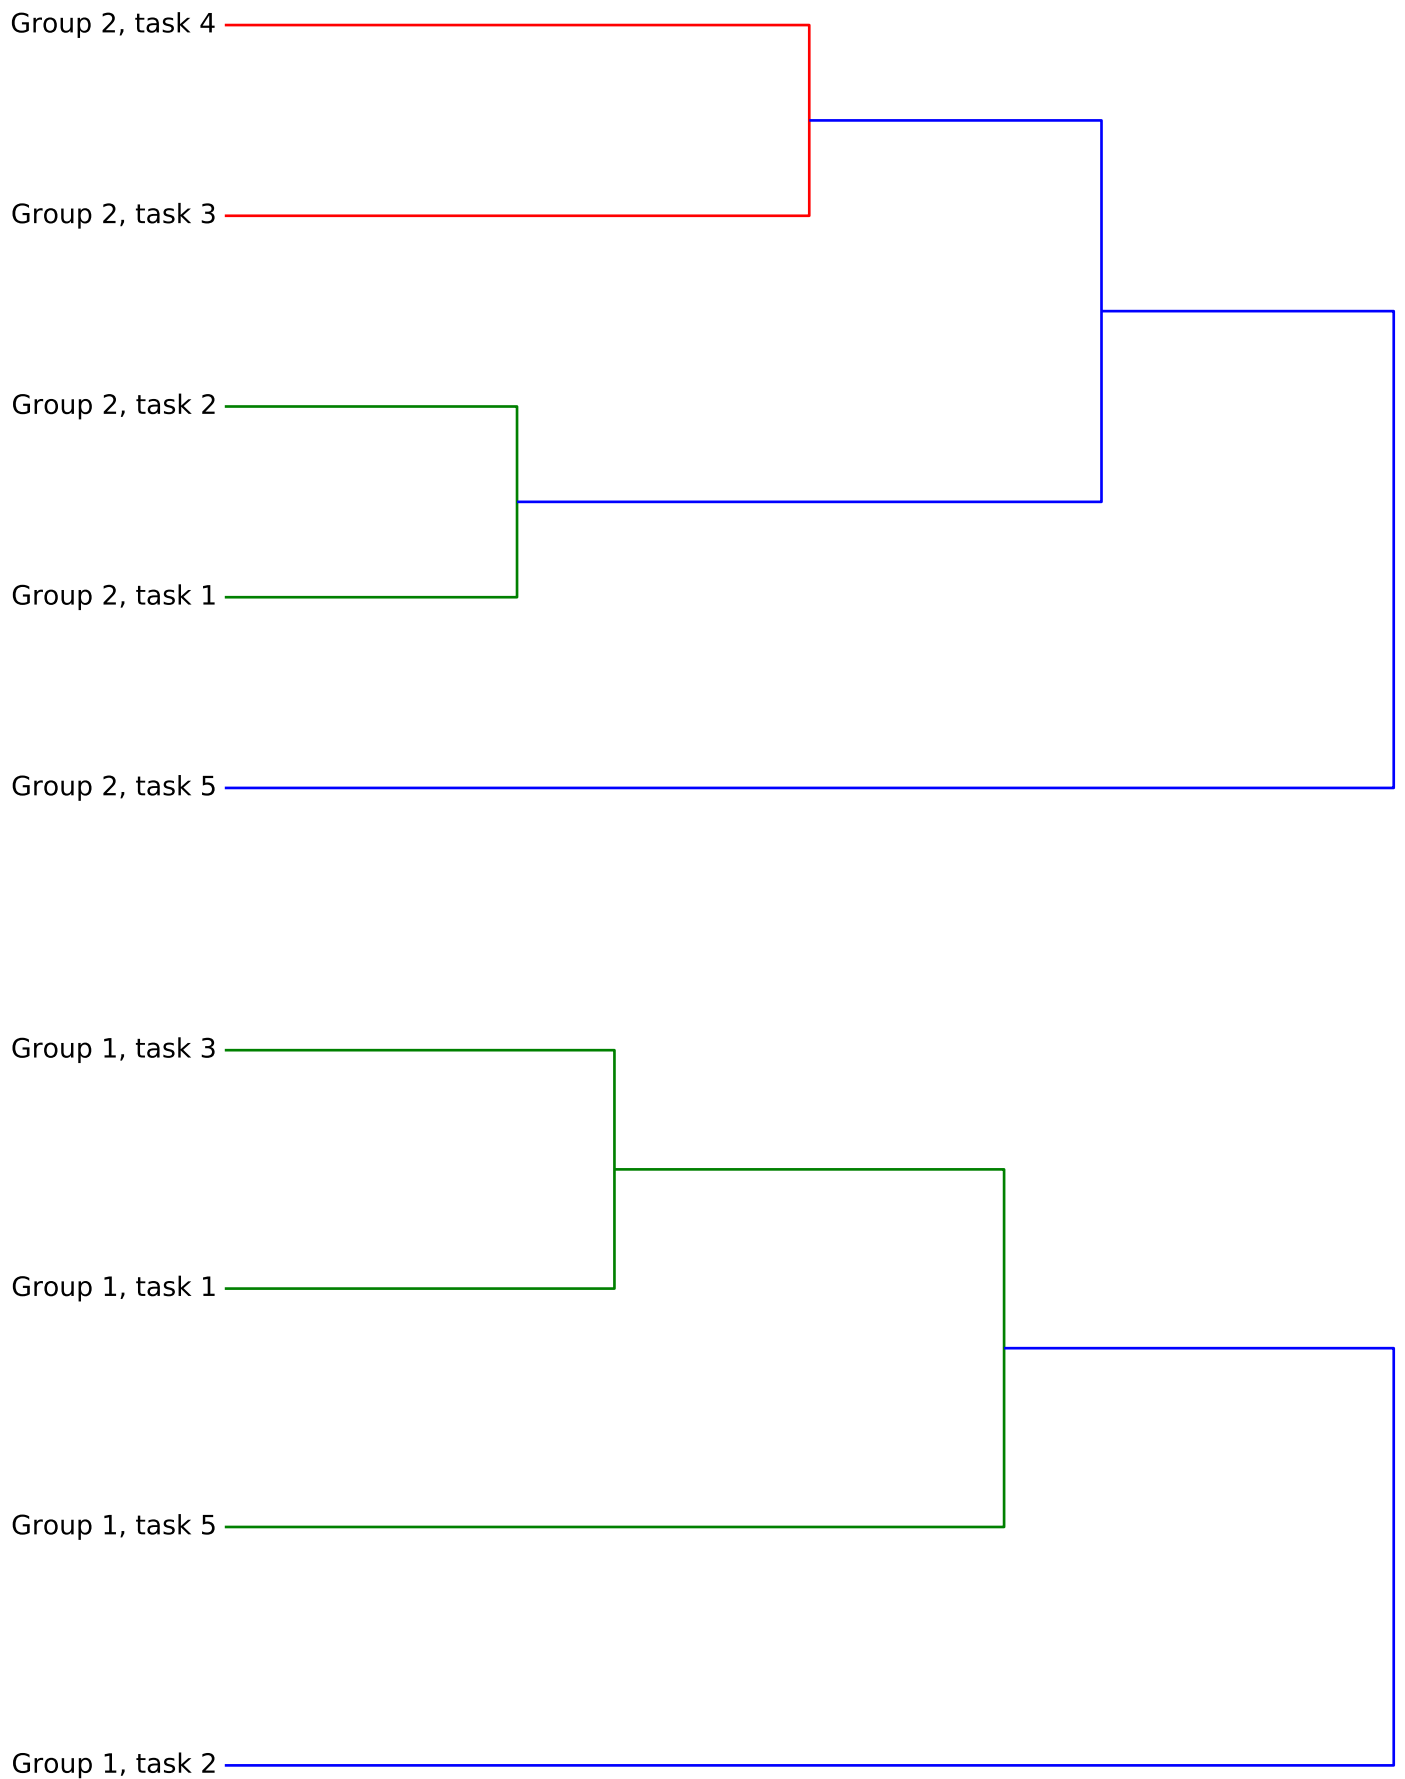 Group 2, task 4
Group 2, task 3
Group 2, task 2
Group 2, task 1
Group 2, task 5
Group 1, task 3
Group 1, task 1
Group 1, task 5
Group 1, task 2